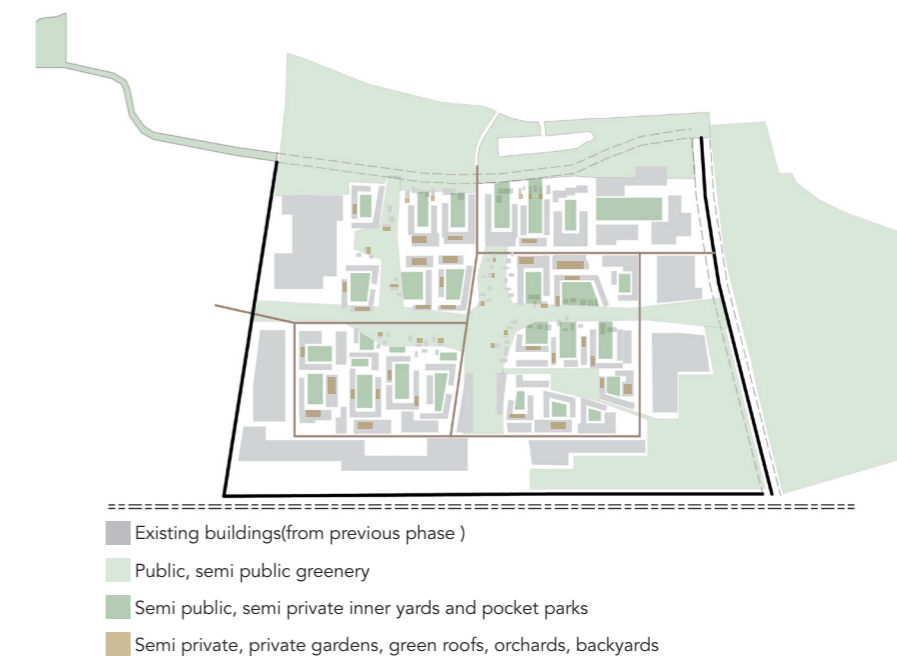 Existing buildings(from previous phase )
Public, semi public greenery
Semi public, semi private inner yards and pocket parks
Semi private, private gardens, green roofs, orchards, backyards